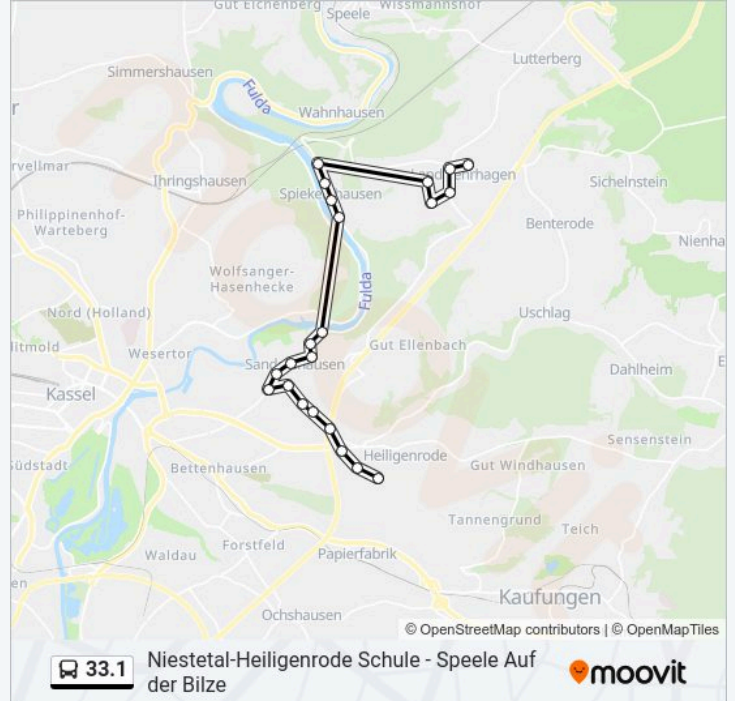 Gut Eichenberg
Wissmannshof
Speele
Lutterberg
Simmershausen
Fulda
Wahnhausen
Ihringshausen
Sichelnstein
Philippinenhof-
Warteberg
Benterode
Wolfsanger-
Hasenhecke
Fulda
Nord (Holland)
Uschlag
Wesertor
Gut Ellenbach
Dahlheim
Kassel
Sensenstein
Heiligenrode
Südstadt
Bettenhausen
Gut Windhausen
Tannengrund
Teich
Forstfeld
Waldau
Papierfabrik
Kaufungen
Ochshausen
© OpenStreetMap contributors | © OpenMapTiles
33.1
Niestetal-Heiligenrode Schule - Speele Auf
der Bilze
moovit